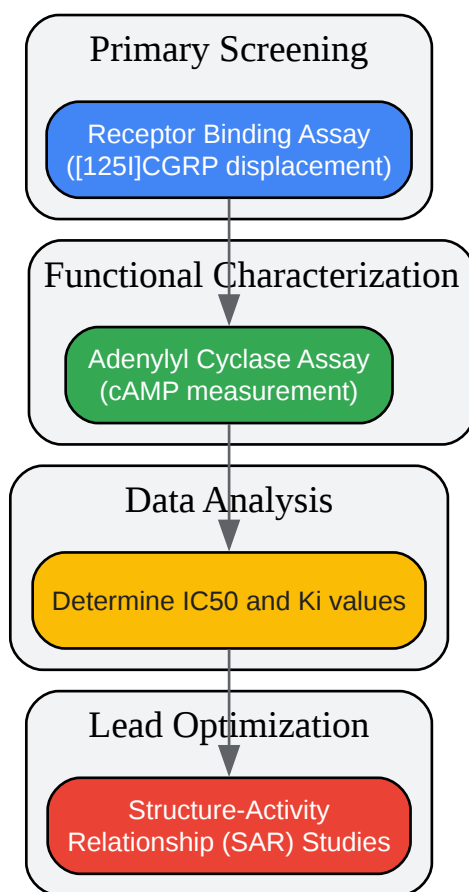 Primary Screening
Receptor Binding Assay
([125I]CGRP displacement)
Functional Characterization
Adenylyl Cyclase Assay
(cAMP measurement)
Data Analysis
Determine IC50 and Ki values
Lead Optimization
Structure-Activity
Relationship (SAR) Studies